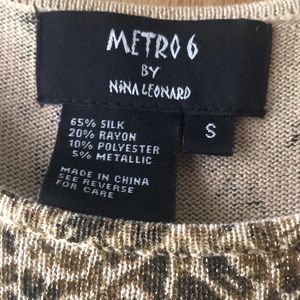 METRO 6
BY
NiNA LEONARD
65% SILK
20% RAYON
10% POLYESTER
5% METALLIC
MADE IN CHINA
SEE REVERSE
FOR CARE
S